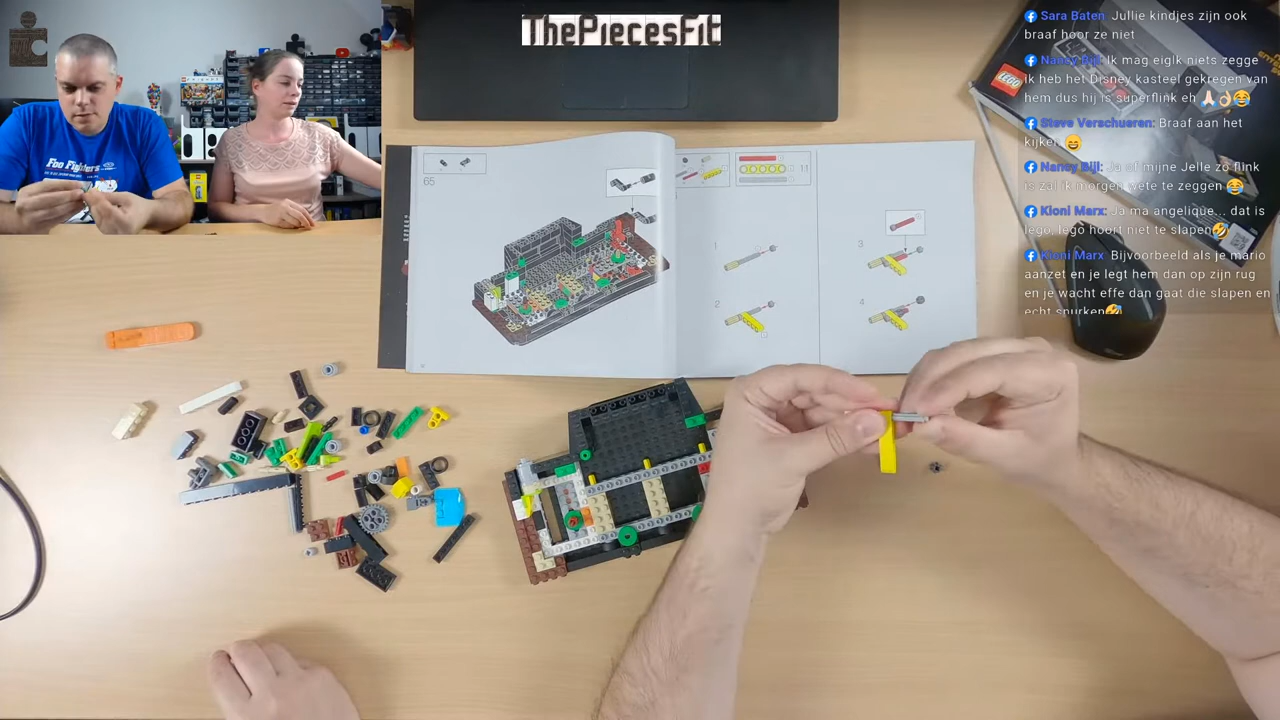 ThePiecesFit
Sara Baten: Jullie kindjes zijn ook
braaf hoor ze niet
Nancy Bijl: Ik mag eiglk niets zegge
ik heb het Disney kasteel gekregen van
hem dus hij is superflink eh 🙏🏻👌🏻😂
Steve Verschueren: Braaf aan het
kijken 😄
Nancy Bijl: Ja of mijne Jelle zo flink
is zal ik morgen wete te zeggen 😂
Kioni Marx: Ja ma angelique... dat is
lego, lego hoort niet te slapen🤣
Kioni Marx: Bijvoorbeeld als je mario
aanzet en je legt hem dan op zijn rug
en je wacht effe dan gaat die slapen en
echt snurken🤣
LEGO
Foo Fighters
65
11
1
2
3
4